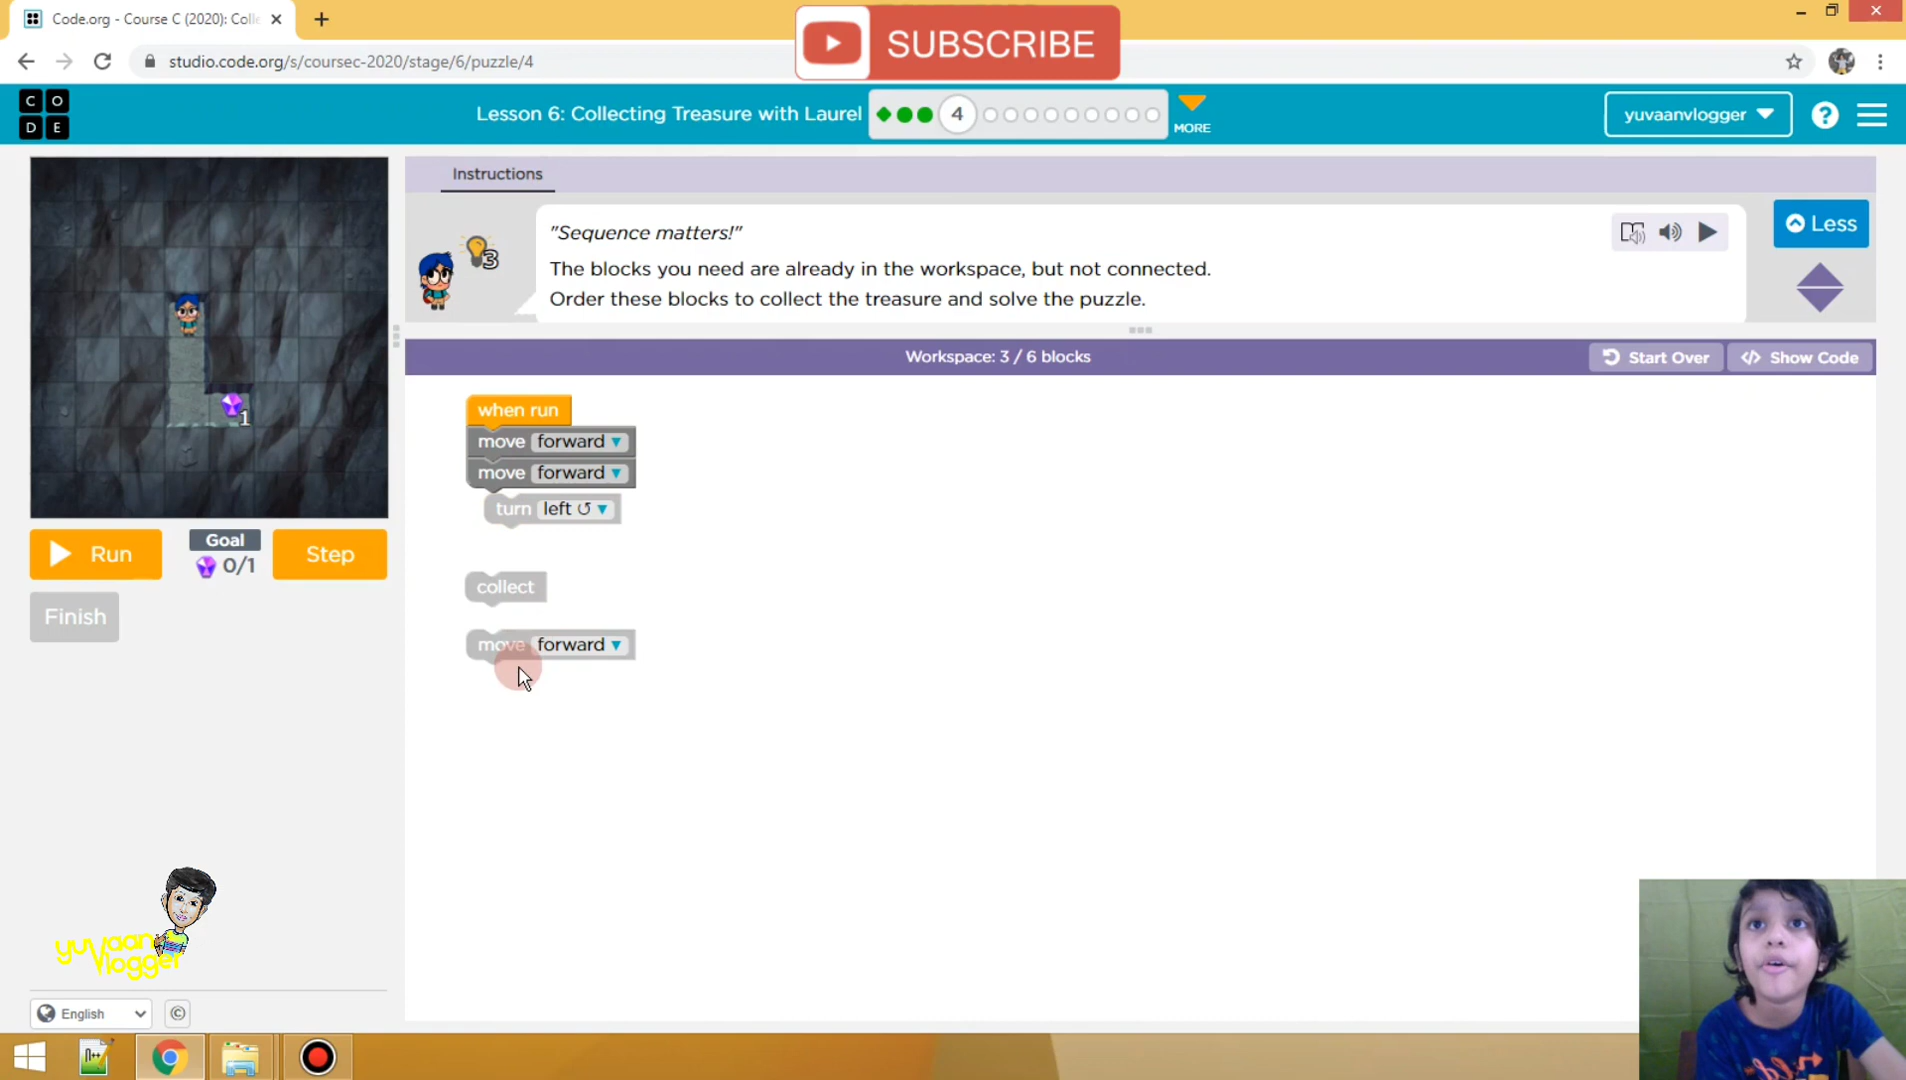 Code.org - Course C (2020): Colle
SUBSCRIBE
studio.code.org/s/coursec-2020/stage/6/puzzle/4
C O
D E
Lesson 6: Collecting Treasure with Laurel
4
MORE
yuvaanvlogger
?
Instructions
"Sequence matters!"
3
The blocks you need are already in the workspace, but not connected.
Order these blocks to collect the treasure and solve the puzzle.
Less
Workspace: 3 / 6 blocks
Start Over
Show Code
1
when run
move forward
move forward
turn left
collect
move forward
Run
Goal
0/1
Step
Finish
yuvaan
vlogger
English
©
n++